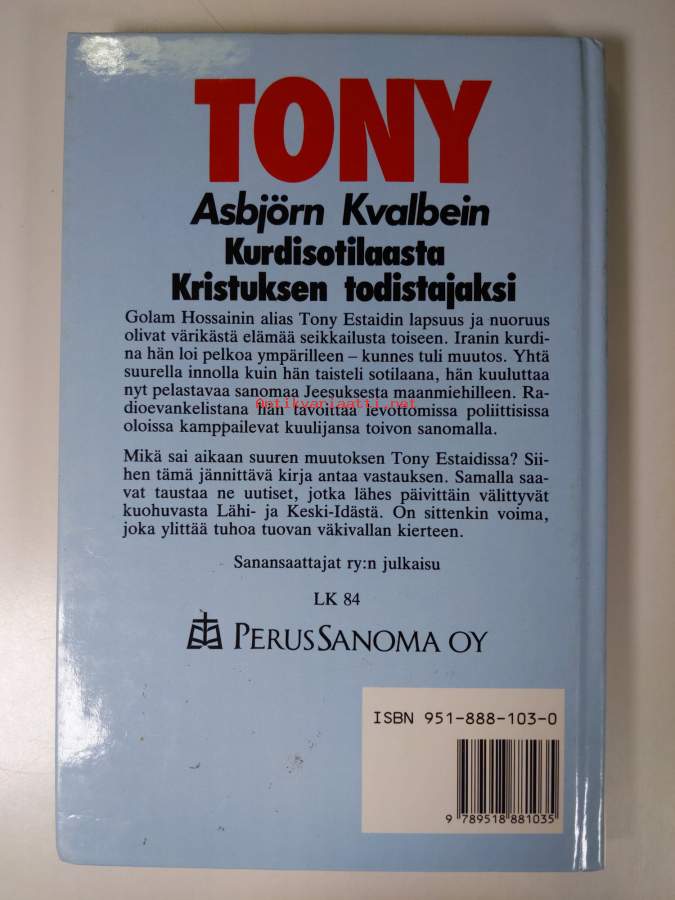 TONY
Asbjörn Kvalbein
Kurdisotilaasta
Kristuksen todistajaksi
Golam Hossainin alias Tony Estaidin lapsuus ja nuoruus
olivat värikästä elämää seikkailusta toiseen. Iranin kurdi-
na hän loi pelkoa ympärilleen – kunnes tuli muutos. Yhtä
suurella innolla kuin hän taisteli sotilaana, hän kuuluttaa
nyt pelastavaa sanomaa Jeesuksesta maanmiehilleen. Ra-
dioevankelistana hän tavoittaa levottomissa poliittisissa
Antikvariaatti.net
oloissa kamppailevat kuulijansa toivon sanomalla.
Mikä sai aikaan suuren muutoksen Tony Estaidissa? Sii-
hen tämä jännittävä kirja antaa vastauksen. Samalla saa-
vat taustaa ne uutiset, jotka lähes päivittäin välittyvät
kuohuvasta Lähi- ja Keski-Idästä. On sittenkin voima,
joka ylittää tuhoa tuovan väkivallan kierteen.
Sanansaattajat ry:n julkaisu
LK 84
PERUSSANOMA OY
ISBN 951-888-103-0
9 789518 881035